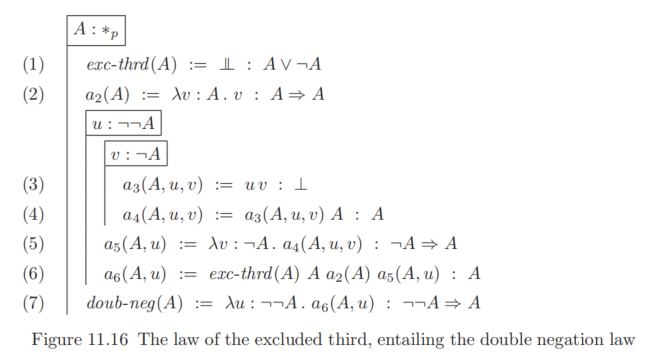 A : ∗ₚ
(1) exc-thrd(A) := ⫫ : A ∨ ¬A
(2) a₂(A) := λv : A . v : A ⇒ A
u : ¬¬A
v : ¬A
(3) a₃(A, u, v) := u v : ⊥
(4) a₄(A, u, v) := a₃(A, u, v) A : A
(5) a₅(A, u) := λv : ¬A . a₄(A, u, v) : ¬A ⇒ A
(6) a₆(A, u) := exc-thrd(A) A a₂(A) a₅(A, u) : A
(7) doub-neg(A) := λu : ¬¬A . a₆(A, u) : ¬¬A ⇒ A
Figure 11.16 The law of the excluded third, entailing the double negation law